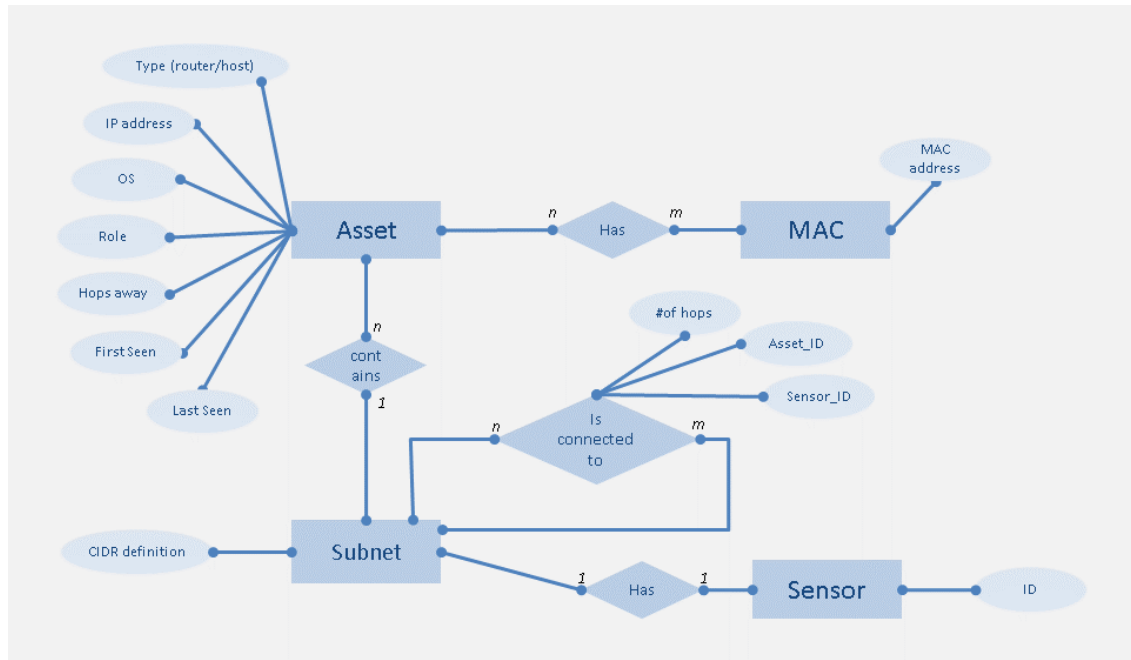 Type (router/host)
IP address
OS
Role
Hops away
First Seen
Last Seen
Asset
n
Has
m
MAC
MAC
address
n
cont
ains
1
#of hops
Asset_ID
Sensor_ID
n
Is
connected
to
m
CIDR definition
Subnet
1
Has
1
Sensor
ID